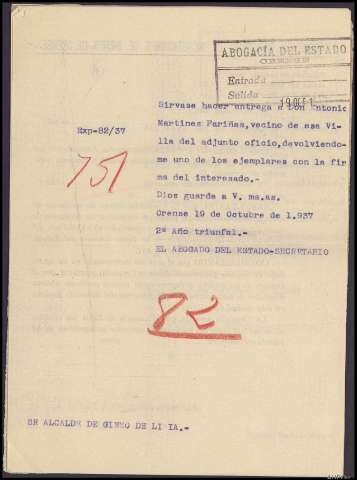 ABOGACÍA DEL ESTADO
Entrada
Salida 19 OCT
Sirvase hacer entrega a Don Antonio
Exp-82/37
Martinez Fariñas, vecino de esa Vi-
lla del adjunto oficio, devolviendo-
me uno de los ejemplares con la fir
ma del interesado.-
751
Dios guarde a V. ms.as.
Orense 19 de Octubre de 1.937
2º Año triunfal.-
EL ABOGADO DEL ESTADO-SECRETARIO
82
SR ALCALDE DE GINZO DE LIMIA.-